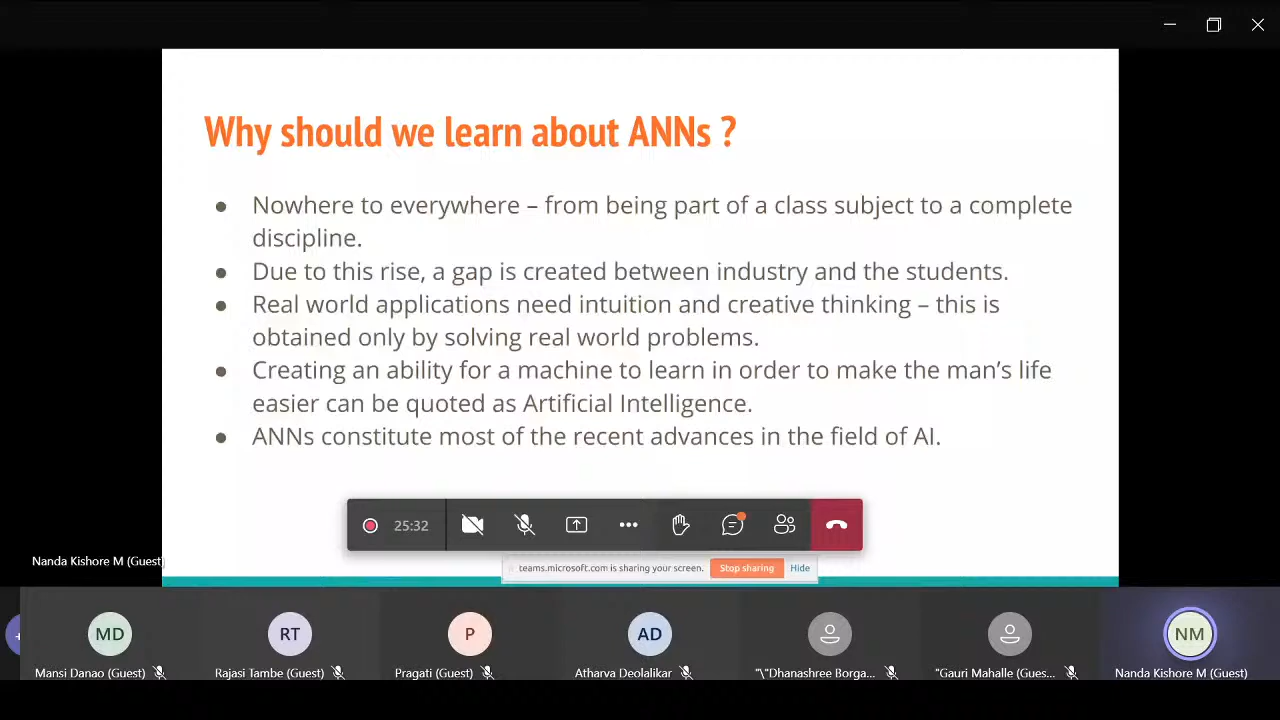 Why should we learn about ANNs ?
● Nowhere to everywhere – from being part of a class subject to a complete
discipline.
● Due to this rise, a gap is created between industry and the students.
● Real world applications need intuition and creative thinking – this is
obtained only by solving real world problems.
● Creating an ability for a machine to learn in order to make the man’s life
easier can be quoted as Artificial Intelligence.
● ANNs constitute most of the recent advances in the field of AI.
25:32
Nanda Kishore M (Guest)
teams.microsoft.com is sharing your screen. Stop sharing Hide
MD RT P AD NM
Mansi Danao (Guest) Rajasi Tambe (Guest) Pragati (Guest) Atharva Deolalikar "\"Dhanashree Borga... "Gauri Mahalle (Gues... Nanda Kishore M (Guest)